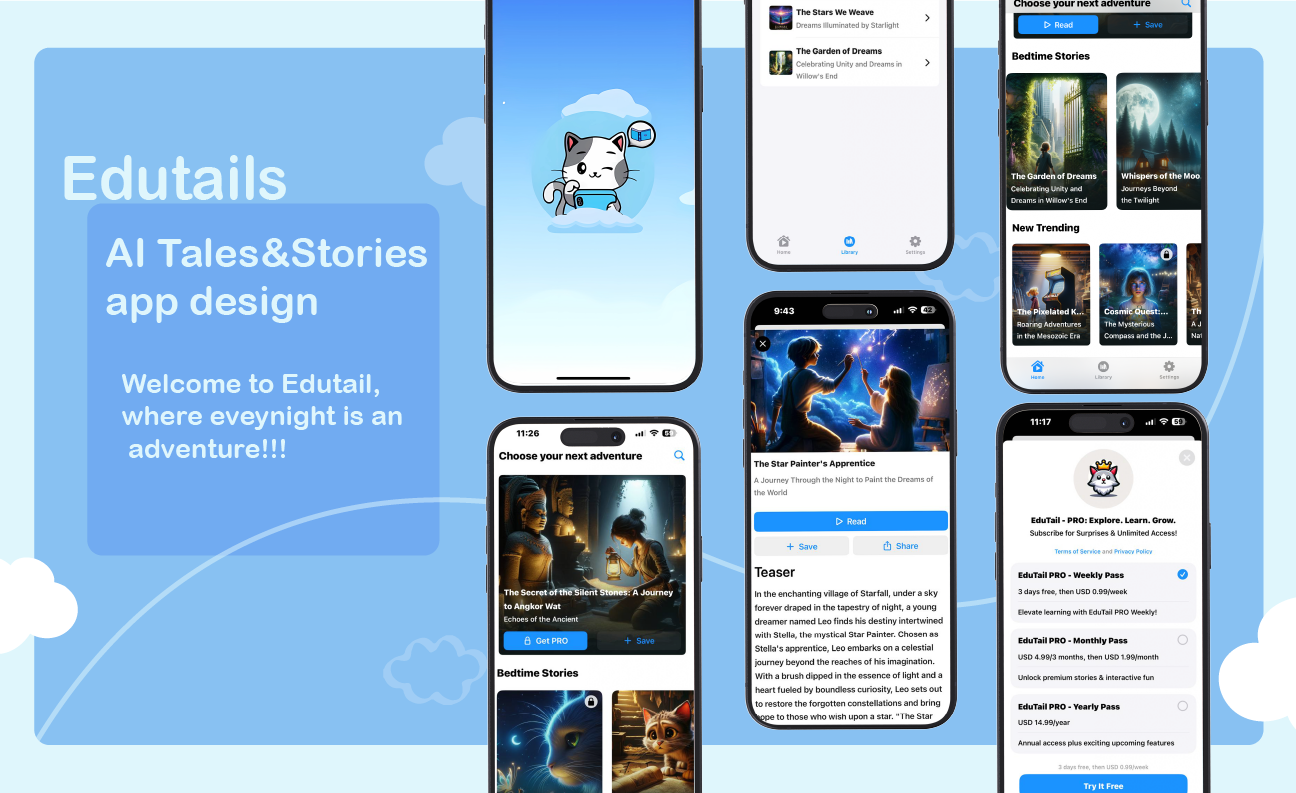 Edutails
AI Tales&Stories
app design
Welcome to Edutail,
where eveynight is an
adventure!!!
11:26
59
Choose your next adventure
The Secret of the Silent Stones: A Journey
to Angkor Wat
Echoes of the Ancient
Get PRO
+ Save
Bedtime Stories
The Stars We Weave
Dreams Illuminated by Starlight
The Garden of Dreams
Celebrating Unity and Dreams in
Willow's End
Home
Library
Settings
9:43
42
The Star Painter's Apprentice
A Journey Through the Night to Paint the Dreams of
the World
Read
+ Save
Share
Teaser
In the enchanting village of Starfall, under a sky
forever draped in the tapestry of night, a young
dreamer named Leo finds his destiny intertwined
with Stella, the mystical Star Painter. Chosen as
Stella's apprentice, Leo embarks on a celestial
journey beyond the reaches of his imagination.
With a brush dipped in the essence of light and a
heart fueled by boundless curiosity, Leo sets out
to restore the forgotten constellations and bring
hope to those who wish upon a star. "The Star
Choose your next adventure
Read
+ Save
Bedtime Stories
The Garden of Dreams
Celebrating Unity and
Dreams in Willow's End
Whispers of the Moo
Journeys Beyond
the Twilight
New Trending
The Pixelated K...
Roaring Adventures
in the Mesozoic Era
Cosmic Quest:...
The Mysterious
Compass and the J...
Th
A J
Nat
Home
Library
Settings
11:17
59
EduTail - PRO: Explore. Learn. Grow.
Subscribe for Surprises & Unlimited Access!
Terms of Service and Privacy Policy
EduTail PRO - Weekly Pass
3 days free, then USD 0.99/week
Elevate learning with EduTail PRO Weekly!
EduTail PRO - Monthly Pass
USD 4.99/3 months, then USD 1.99/month
Unlock premium stories & interactive fun
EduTail PRO - Yearly Pass
USD 14.99/year
Annual access plus exciting upcoming features
3 days free, then USD 0.99/week
Try It Free